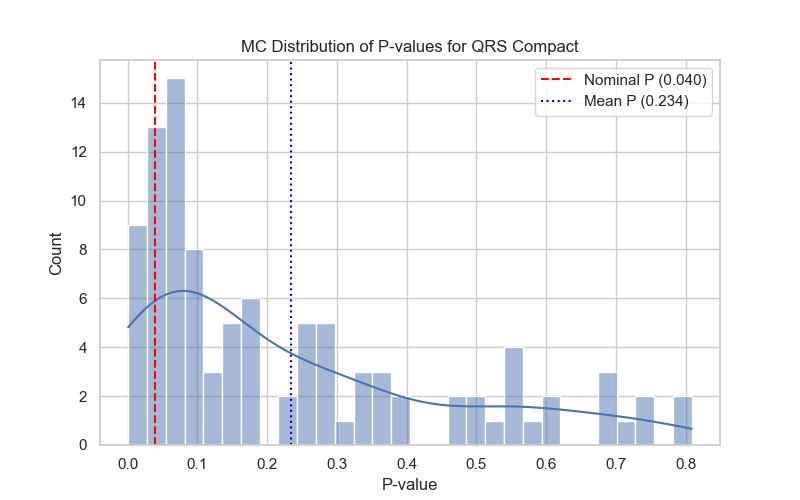 MC Distribution of P-values for QRS Compact
Nominal P (0.040)
Mean P (0.234)
14
12
10
8
6
4
2
0
Count
0.0 0.1 0.2 0.3 0.4 0.5 0.6 0.7 0.8
P-value